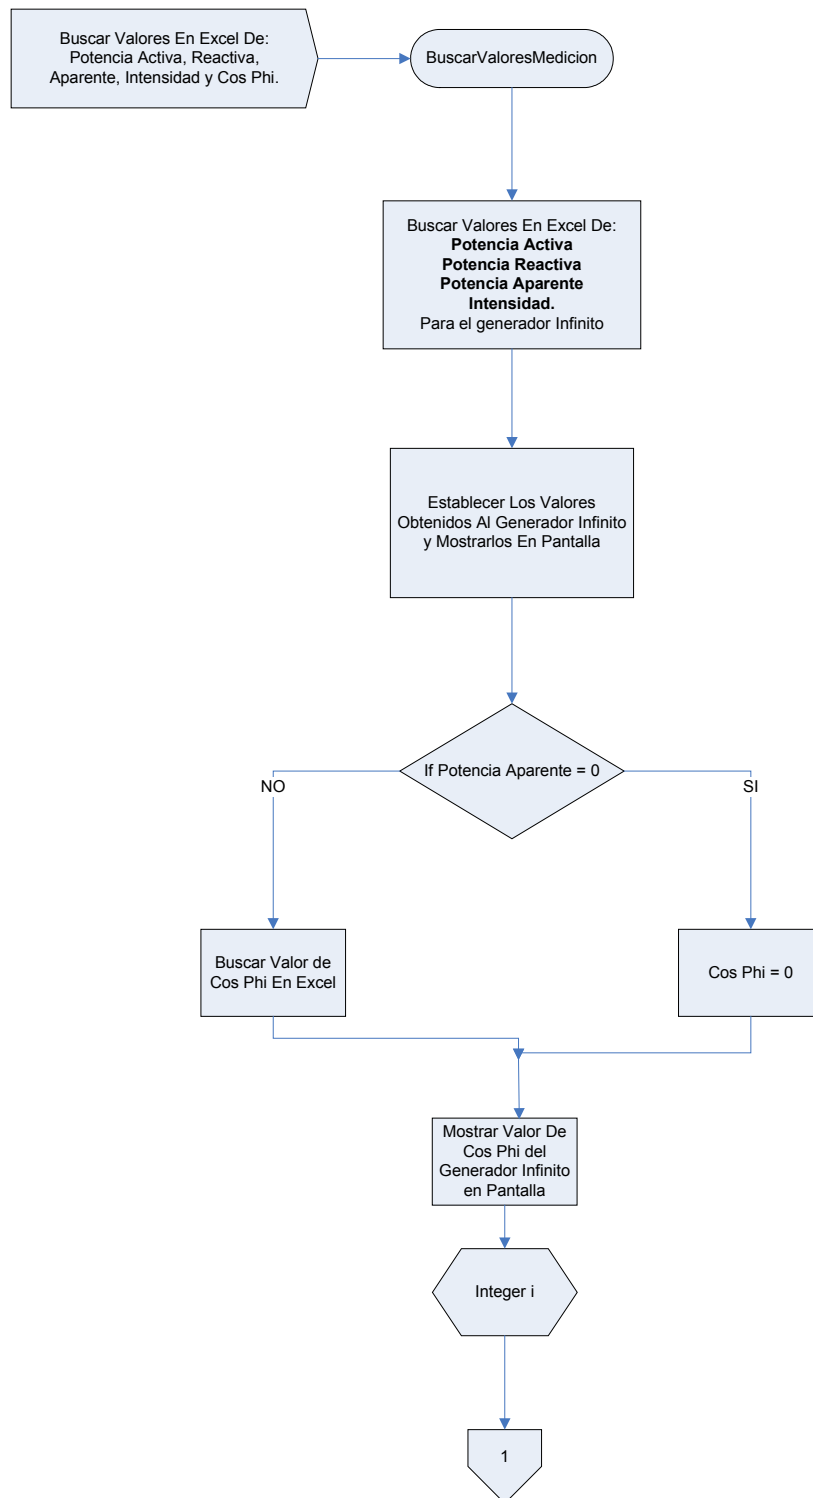 Buscar Valores En Excel De:
Potencia Activa, Reactiva,
Aparente, Intensidad y Cos Phi.
BuscarValoresMedicion
Buscar Valores En Excel De:
Potencia Activa
Potencia Reactiva
Potencia Aparente
Intensidad.
Para el generador Infinito
Establecer Los Valores
Obtenidos Al Generador Infinito
y Mostrarlos En Pantalla
If Potencia Aparente = 0
NO
SI
Buscar Valor de
Cos Phi En Excel
Cos Phi = 0
Mostrar Valor De
Cos Phi del
Generador Infinito
en Pantalla
Integer i
1